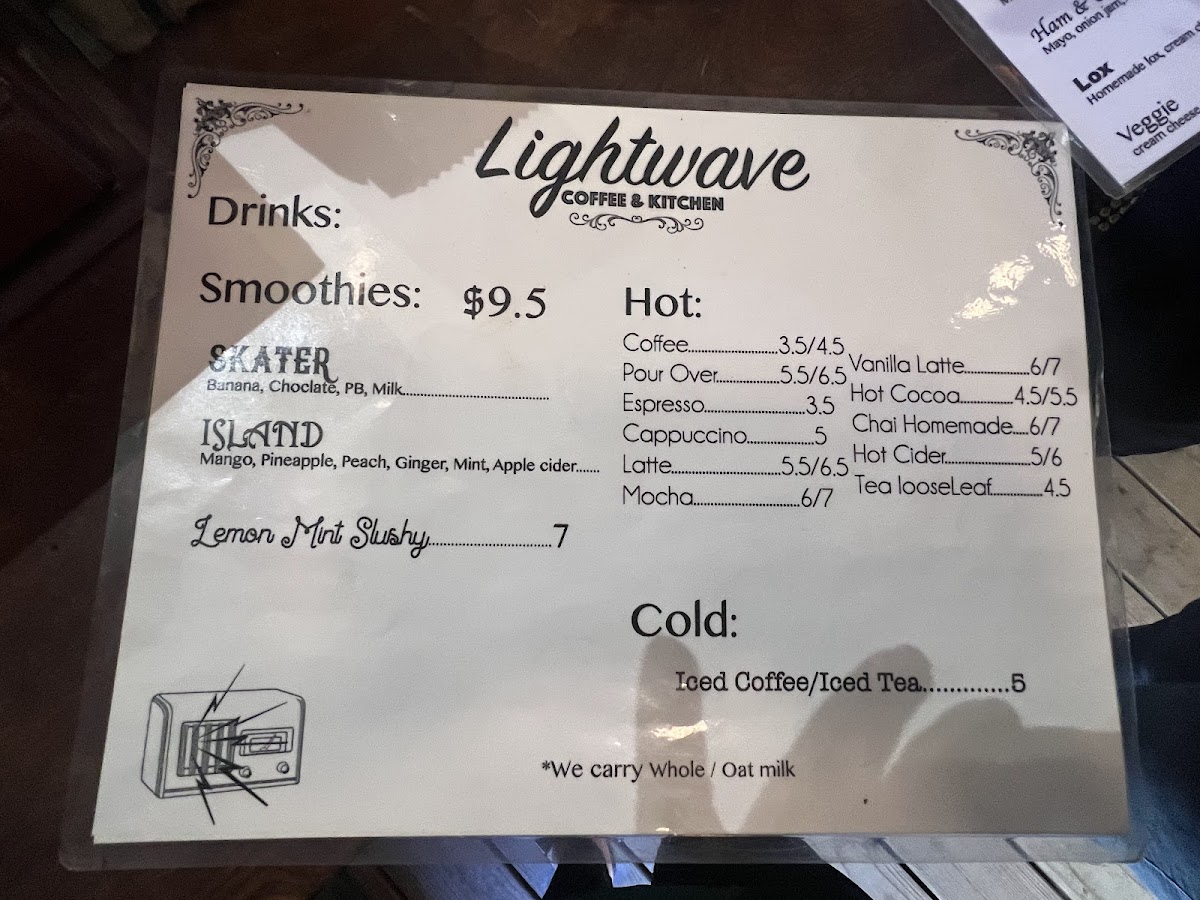 Lightwave
COFFEE & KITCHEN
Drinks:
Smoothies: $9.5
SKATER
Banana, Choclate, PB, Milk
ISLAND
Mango, Pineapple, Peach, Ginger, Mint, Apple cider
Lemon Mint Slushy 7
Hot:
Coffee 3.5/4.5
Pour Over 5.5/6.5
Espresso 3.5
Cappuccino 5
Latte 5.5/6.5
Mocha 6/7
Vanilla Latte 6/7
Hot Cocoa 4.5/5.5
Chai Homemade 6/7
Hot Cider 5/6
Tea looseLeaf 4.5
Cold:
Iced Coffee/Iced Tea 5
*We carry Whole / Oat milk
Ham &
Mayo, onion jam,
Lox
Homemade lox, cream
Veggie
cream cheese